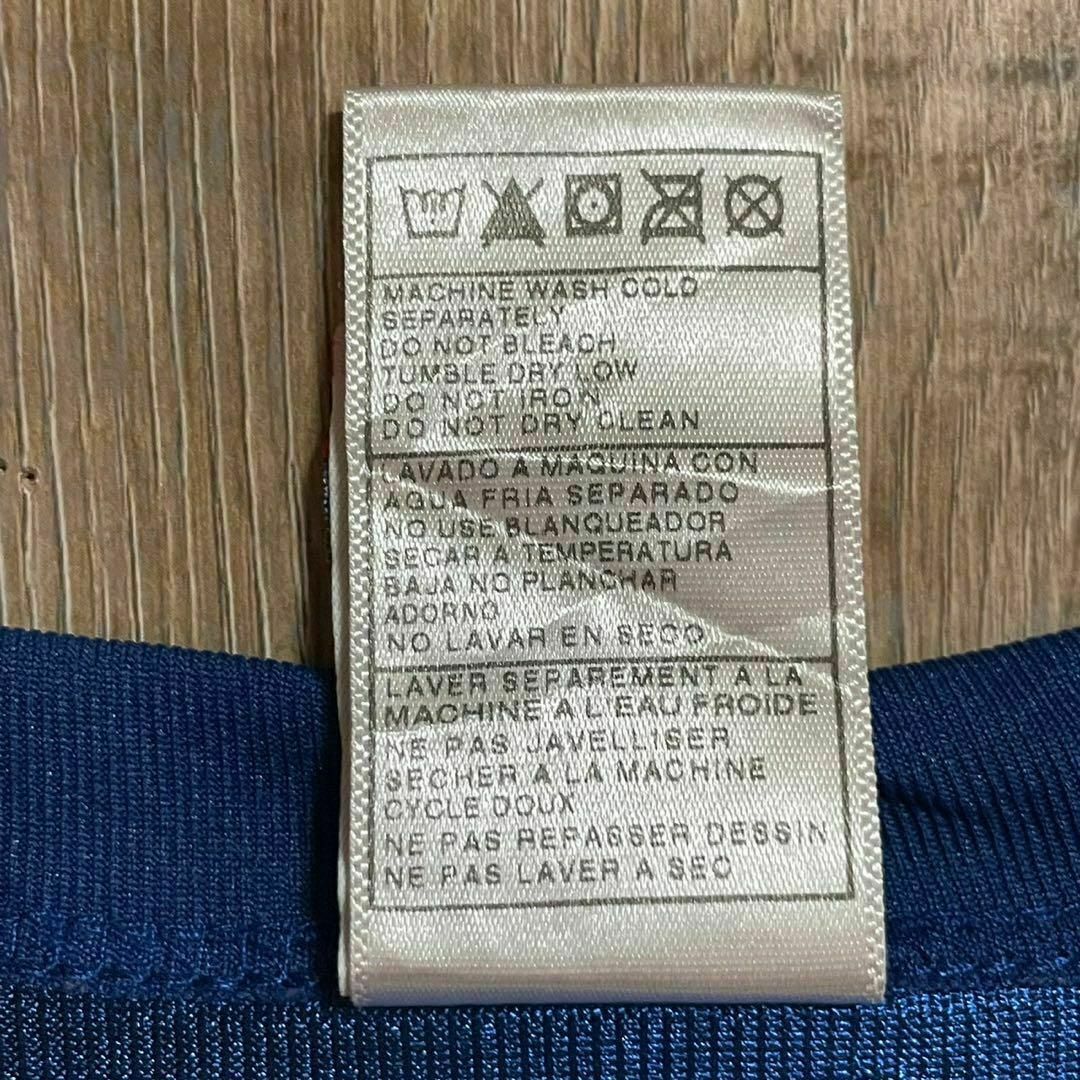 MACHINE WASH COLD
SEPARATELY
DO NOT BLEACH
TUMBLE DRY LOW
DO NOT IRON
DO NOT DRY CLEAN
LAVADO A MAQUINA CON
AQUA FRIA SEPARADO
NO USE BLANQUEADOR
SECAR A TEMPERATURA
BAJA NO PLANCHAR
ADORNO
NO LAVAR EN SECO
LAVER SEPAREMENT A LA
MACHINE A L'EAU FROIDE
NE PAS JAVELLISER
SECHER A LA MACHINE
CYCLE DOUX
NE PAS REPASSER DESSIN
NE PAS LAVER A SEC